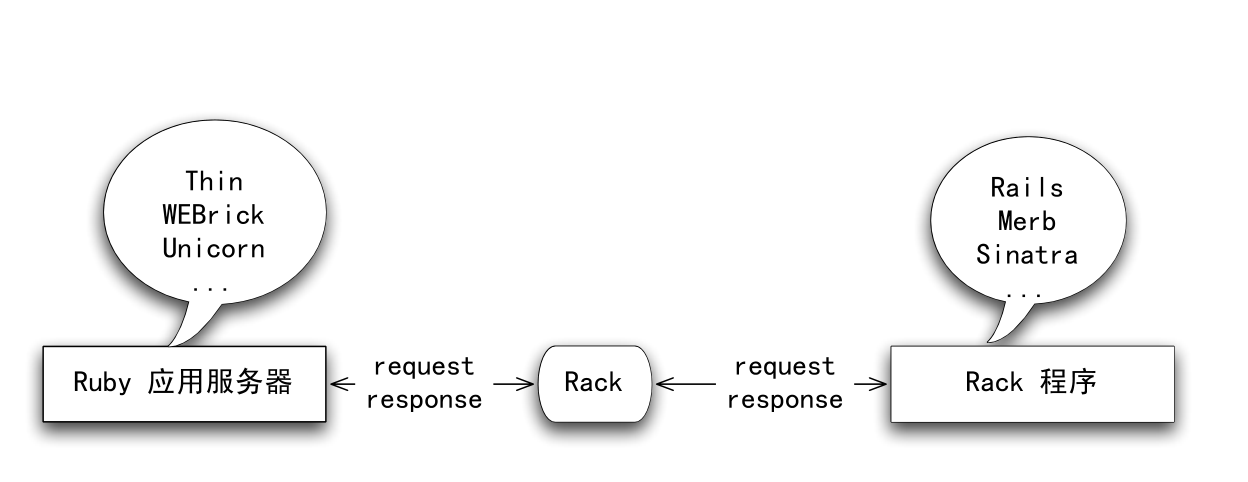 Thin
WEBrick
Unicorn
...
Rails
Merb
Sinatra
...
Ruby 应用服务器
request
response
Rack
request
response
Rack 程序